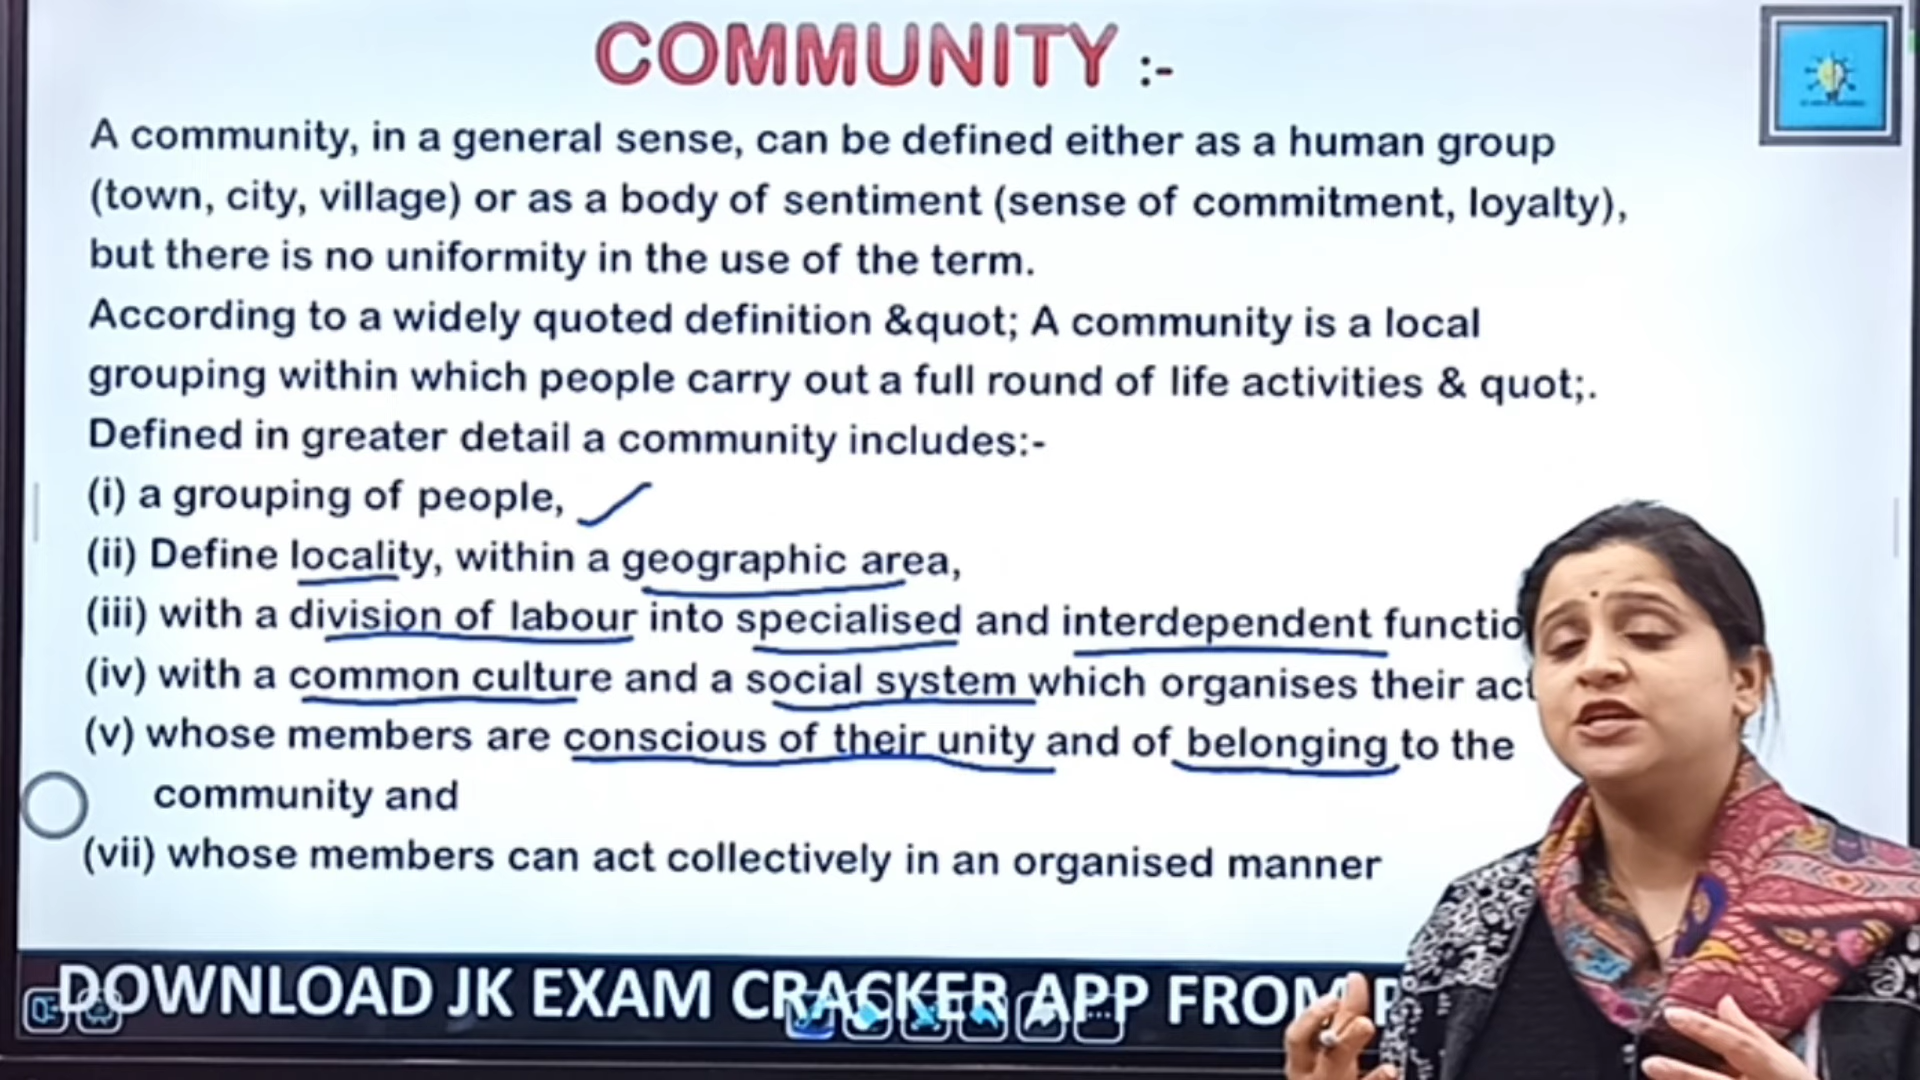 COMMUNITY :-
A community, in a general sense, can be defined either as a human group
(town, city, village) or as a body of sentiment (sense of commitment, loyalty),
but there is no uniformity in the use of the term.
According to a widely quoted definition &quot; A community is a local
grouping within which people carry out a full round of life activities & quot;.
Defined in greater detail a community includes:-
(i) a grouping of people,
(ii) Define locality, within a geographic area,
(iii) with a division of labour into specialised and interdependent functio
(iv) with a common culture and a social system which organises their act
(v) whose members are conscious of their unity and of belonging to the
community and
(vii) whose members can act collectively in an organised manner
DOWNLOAD JK EXAM CRACKER APP FROM P